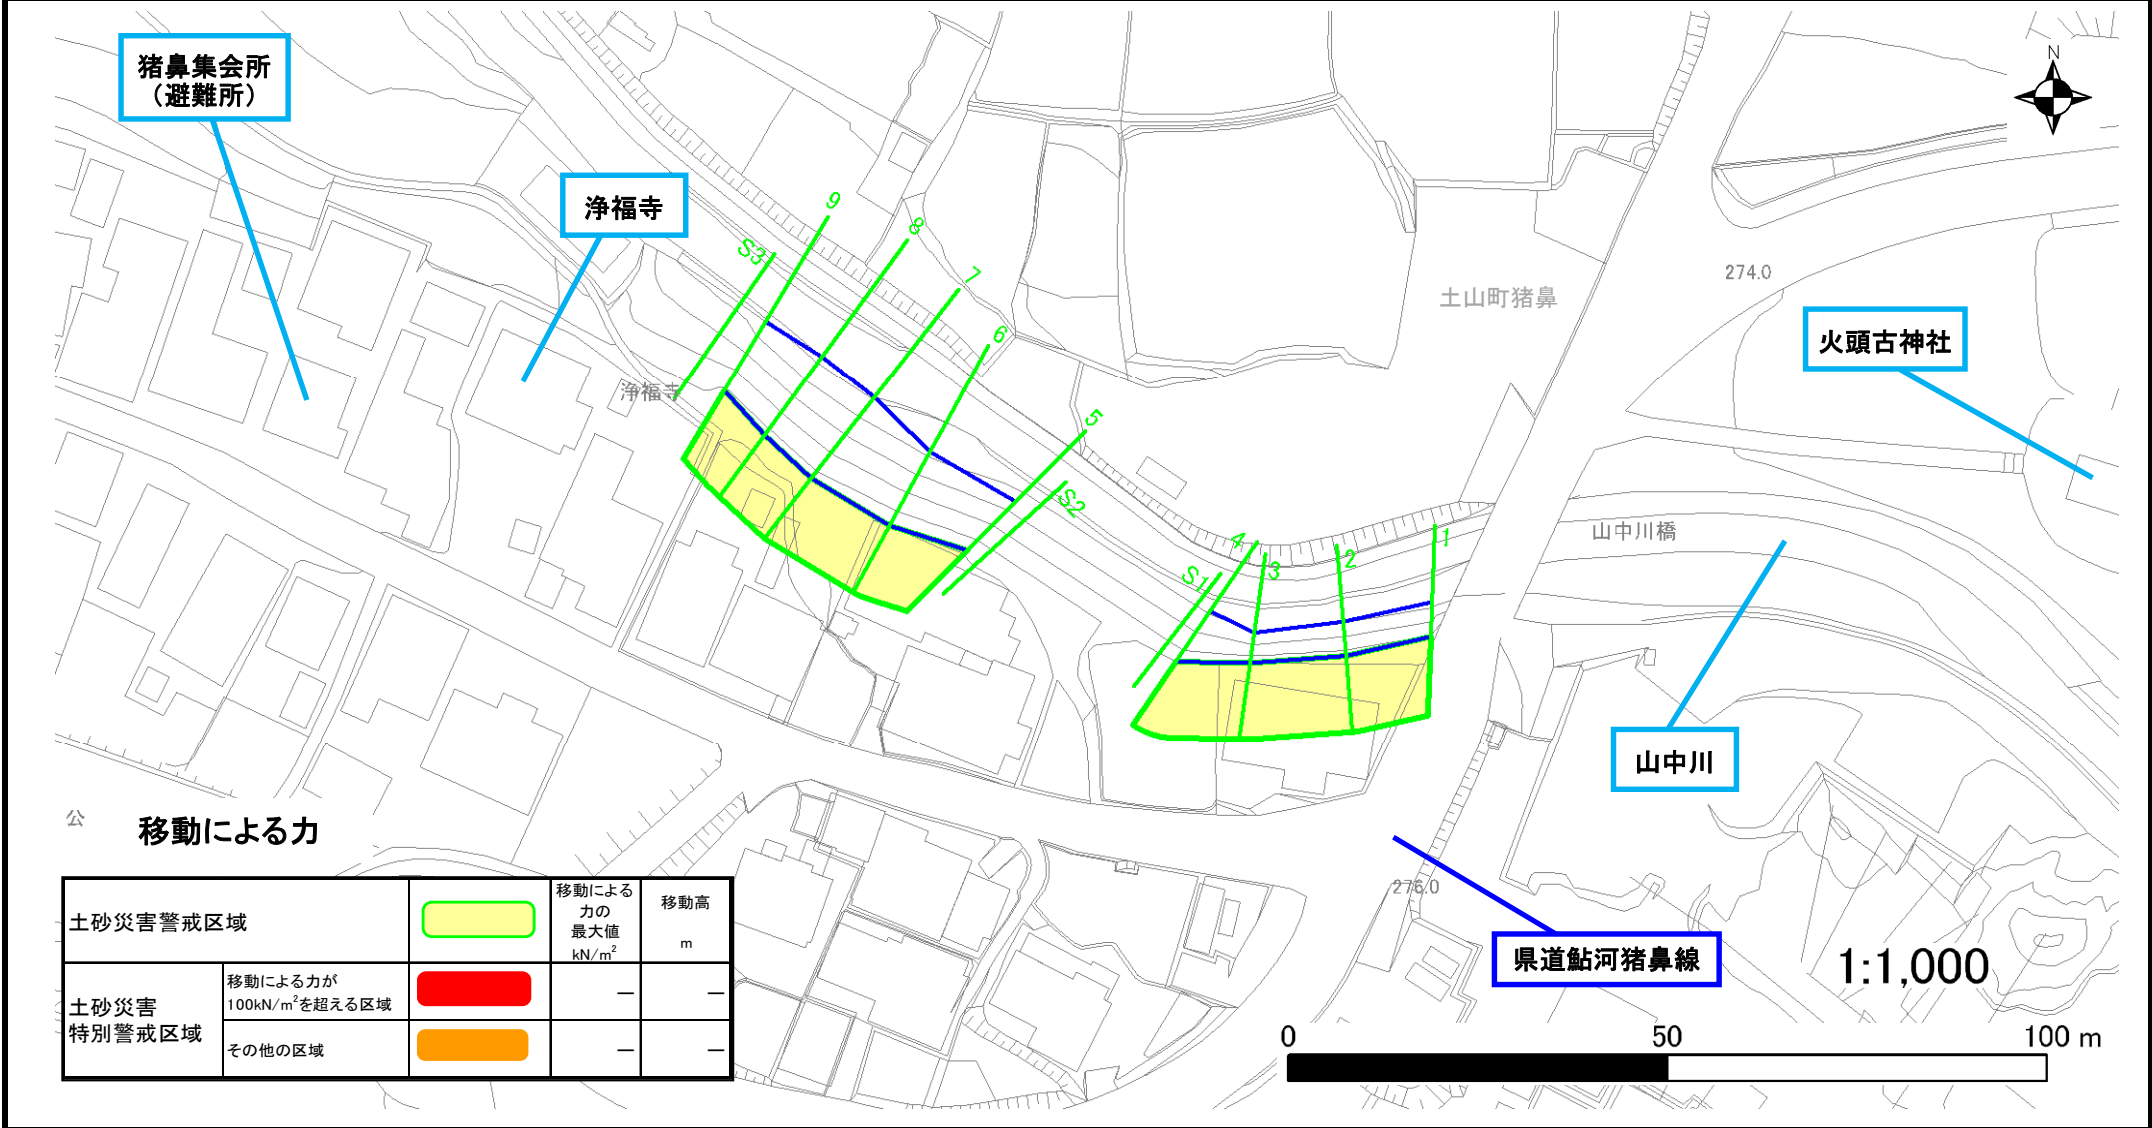 猪鼻集会所
（避難所）
浄福寺
N
9
8
S3
7
6
5
S2
274.0
土山町猪鼻
火頭古神社
浄福寺
山中川橋
4
3
2
1
S1
山中川
公
移動による力
276.0
県道鮎河猪鼻線
1:1,000
0 50 100 m
土砂災害警戒区域
移動による
力の
最大値
kN/m²
移動高
m
土砂災害
特別警戒区域
移動による力が
100kN/m²を超える区域
－ －
その他の区域
－ －